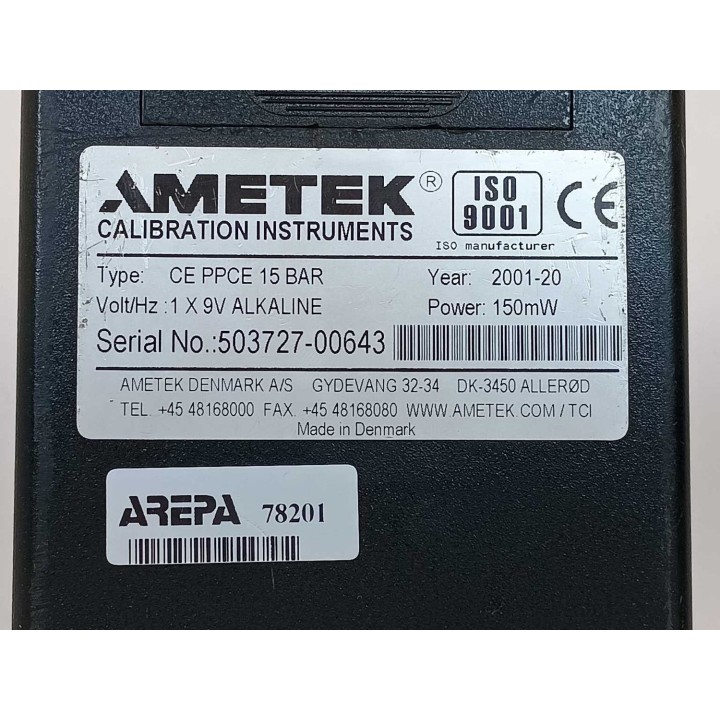 AMETEK®
CALIBRATION INSTRUMENTS
ISO
9001
ISO manufacturer
CE
Type: CE PPCE 15 BAR Year: 2001-20
Volt/Hz :1 X 9V ALKALINE Power: 150mW
Serial No.:503727-00643
AMETEK DENMARK A/S GYDEVANG 32-34 DK-3450 ALLERØD
TEL. +45 48168000 FAX. +45 48168080 WWW.AMETEK.COM/TCI
Made in Denmark
AREPA 78201